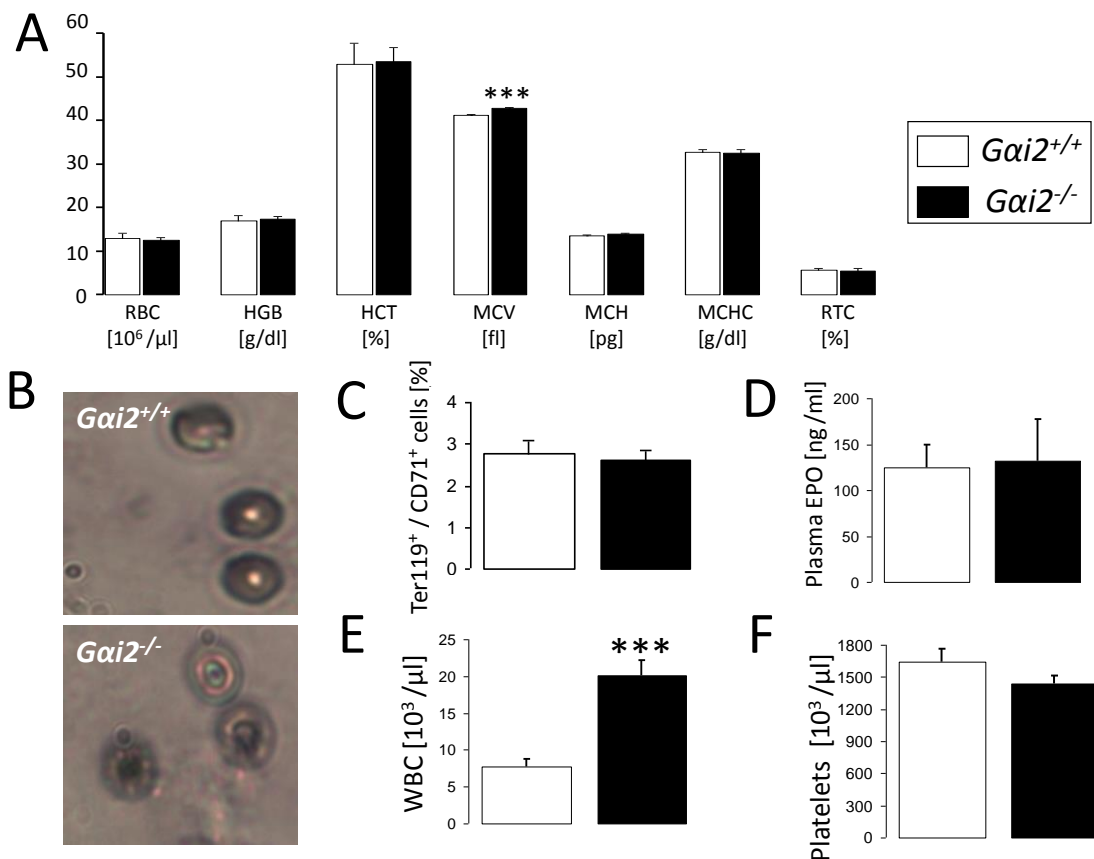 A
60
50
40
30
20
10
0
RBC HGB HCT MCV MCH MCHC RTC
[10⁶ /µl] [g/dl] [%] [fl] [pg] [g/dl] [%]
***
Gαi2⁺/⁺
Gαi2⁻/⁻
B
Gαi2⁺/⁺
Gαi2⁻/⁻
C
Ter119⁺ / CD71⁺ cells [%]
4
3
2
1
0
D
Plasma EPO [ng /ml]
200
150
100
50
0
E
WBC [10³ /µl]
25
20
15
10
5
0
***
F
Platelets [10³ /µl]
1800
1500
1200
900
600
300
0